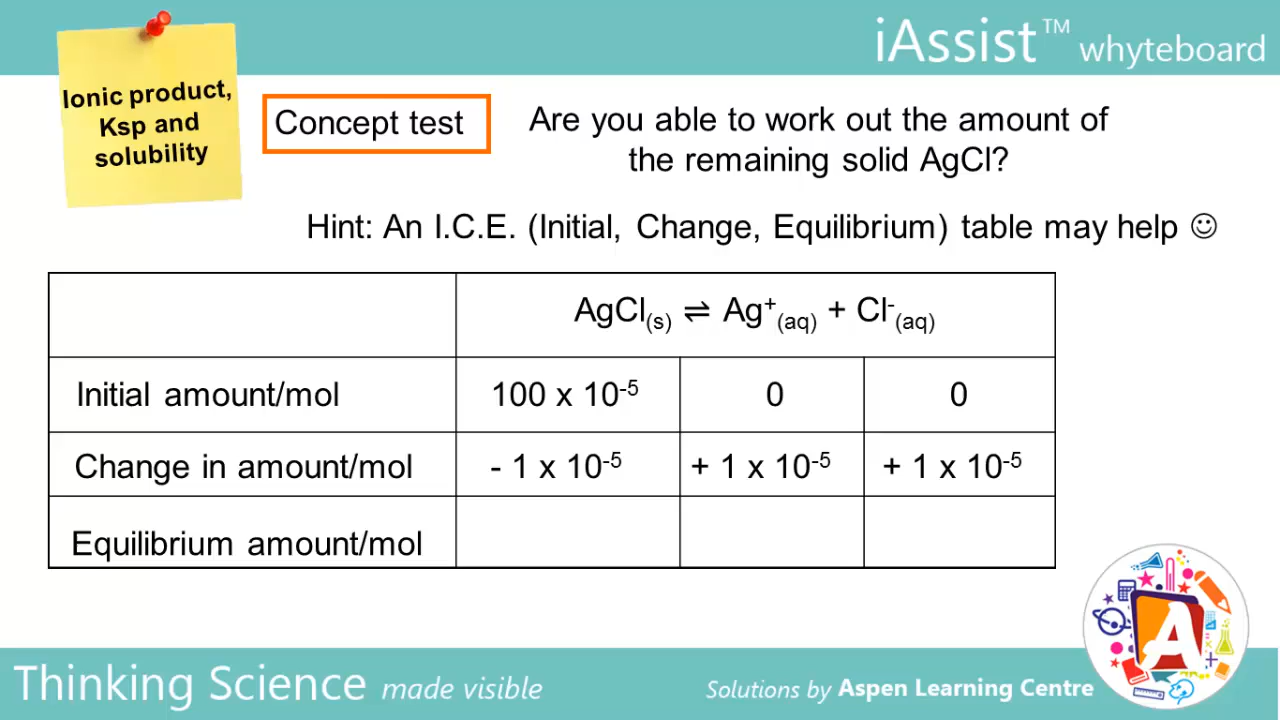 iAssist™ whyteboard
Ionic product,
Ksp and
solubility
Concept test
Are you able to work out the amount of
the remaining solid AgCl?
Hint: An I.C.E. (Initial, Change, Equilibrium) table may help ☺
AgCl(s) ⇌ Ag⁺(aq) + Cl⁻(aq)
Initial amount/mol 100 x 10⁻⁵ 0 0
Change in amount/mol - 1 x 10⁻⁵ + 1 x 10⁻⁵ + 1 x 10⁻⁵
Equilibrium amount/mol
A
Thinking Science made visible
Solutions by Aspen Learning Centre